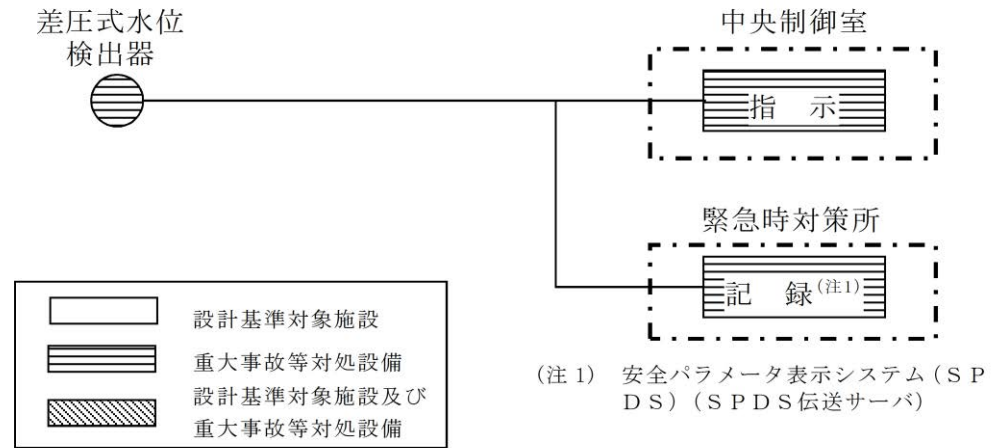 差圧式水位
検出器
中央制御室
指　示
緊急時対策所
記　録(注1)
設計基準対象施設
重大事故等対処設備
設計基準対象施設及び
重大事故等対処設備
(注1)　安全パラメータ表示システム(ＳＰ
ＤＳ)(ＳＰＤＳ伝送サーバ)